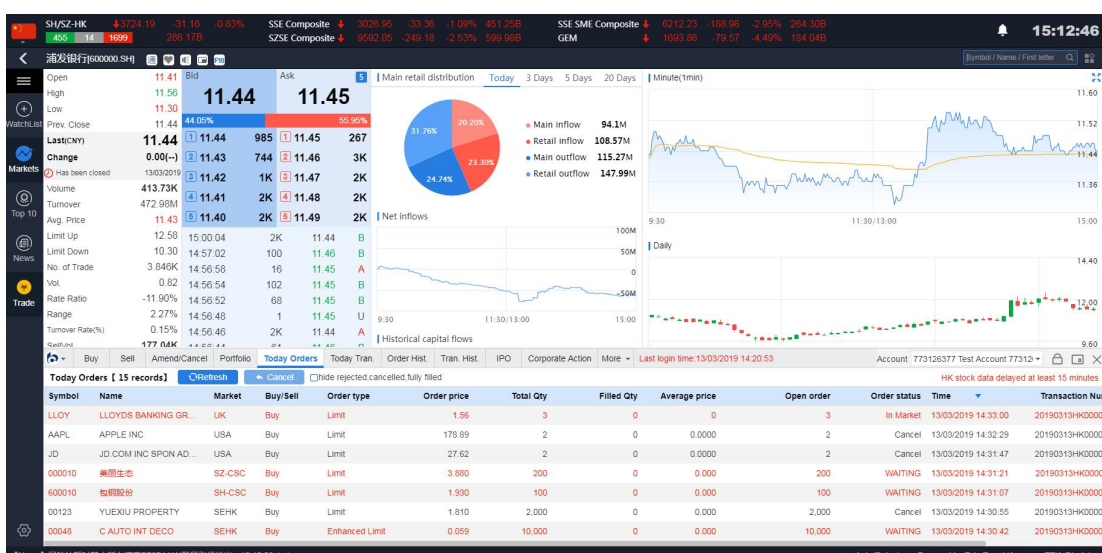 SH/SZ-HK 3724.19 -31.16 -0.83% SSE Composite 3026.95 -33.36 -1.09% 451.25B SSE SME Composite 6212.23 -188.98 -2.95% 264.30B
455 14 1699 286.17B SZSE Composite 9592.05 -249.18 -2.53% 599.98B GEM 1693.86 -79.57 -4.49% 184.04B
15:12:46
浦发银行[600000.SH] F10 Symbol / Name / First letter
WatchList
Markets
Top 10
News
Trade
Open 11.41
High 11.56
Low 11.30
Prev. Close 11.44
Last(CNY) 11.44
Change 0.00(--)
Has been closed 13/03/2019
Volume 413.73K
Turnover 472.98M
Avg. Price 11.43
Limit Up 12.58
Limit Down 10.30
No. of Trade 3.846K
Vol. 0.82
Rate Ratio -11.90%
Range 2.27%
Turnover Rate(%) 0.15%
SellVol 177.04K
Bid Ask 5
11.44 11.45
44.05% 55.95%
1 11.44 985 1 11.45 267
2 11.43 744 2 11.46 3K
3 11.42 1K 3 11.47 2K
4 11.41 2K 4 11.48 2K
5 11.40 2K 5 11.49 2K
15:00:04 2K 11.44 B
14:57:02 100 11.46 B
14:56:58 16 11.45 A
14:56:54 102 11.45 B
14:56:52 68 11.45 B
14:56:48 1 11.45 U
14:56:46 2K 11.44 A
Main retail distribution Today 3 Days 5 Days 20 Days
31.76% 20.20%
24.74% 23.30%
Main inflow 94.1M
Retail inflow 108.57M
Main outflow 115.27M
Retail outflow 147.99M
Net inflows
100M
50M
0
-50M
9:30 11:30/13:00 15:00
Historical capital flows
Minute(1min)
11.60
11.52
11.44
11.36
9:30 11:30/13:00 15:00
Daily
14.40
12.00
9.60
Buy Sell Amend/Cancel Portfolio Today Orders Today Tran. Order Hist. Tran. Hist. IPO Corporate Action More Last login time:13/03/2019 14:20:53 Account 773126377 Test Account 77312
Today Orders【 15 records】 Refresh Cancel hide rejected,cancelled,fully filled HK stock data delayed at least 15 minutes
Symbol Name Market Buy/Sell Order type Order price Total Qty Filled Qty Average price Open order Order status Time Transaction Nu
LLOY LLOYDS BANKING GR... UK Buy Limit 1.56 3 0 0 3 In Market 13/03/2019 14:33:00 20190313HK0000
AAPL APPLE INC USA Buy Limit 178.89 2 0 0.0000 2 Cancel 13/03/2019 14:32:29 20190313HK0000
JD JD.COM INC SPON AD... USA Buy Limit 27.62 2 0 0.0000 2 Cancel 13/03/2019 14:31:47 20190313HK0000
000010 美丽生态 SZ-CSC Buy Limit 3.880 200 0 0.000 200 WAITING 13/03/2019 14:31:21 20190313HK0000
600010 包钢股份 SH-CSC Buy Limit 1.930 100 0 0.000 100 WAITING 13/03/2019 14:31:07 20190313HK0000
00123 YUEXIU PROPERTY SEHK Buy Limit 1.810 2,000 0 0.000 2,000 Cancel 13/03/2019 14:30:55 20190313HK0000
00048 C AUTO INT DECO SEHK Buy Enhanced Limit 0.059 10,000 0 0.000 10,000 WAITING 13/03/2019 14:30:42 20190313HK0000